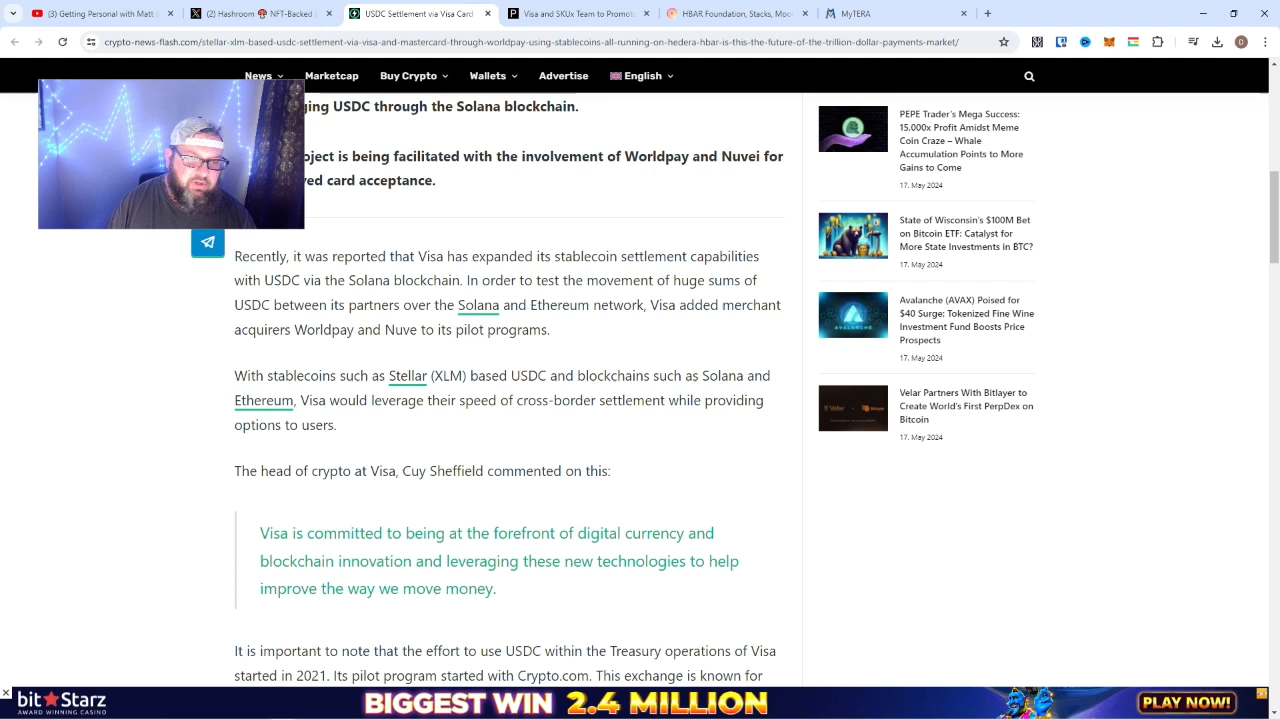 (3) Getting Personal with Matt
(2) Hashroom NFT-Backed
USDC Settlement via Visa Card
Visa and SKUx Team to Promot
HBAR Foundation, Stacks, Moo
MyTERA
crypto-news-flash.com/stellar-xlm-based-usdc-settlement-via-visa-and-mastercard-through-worldpay-using-stablecoins-all-running-on-hedera-hbar-is-this-the-future-of-the-trillion-dollar-payments-market/
News
Marketcap
Buy Crypto
Wallets
Advertise
English
ging USDC through the Solana blockchain.
oject is being facilitated with the involvement of Worldpay and Nuvei for
ed card acceptance.
Recently, it was reported that Visa has expanded its stablecoin settlement capabilities
with USDC via the Solana blockchain. In order to test the movement of huge sums of
USDC between its partners over the Solana and Ethereum network, Visa added merchant
acquirers Worldpay and Nuve to its pilot programs.
With stablecoins such as Stellar (XLM) based USDC and blockchains such as Solana and
Ethereum, Visa would leverage their speed of cross-border settlement while providing
options to users.
The head of crypto at Visa, Cuy Sheffield commented on this:
Visa is committed to being at the forefront of digital currency and
blockchain innovation and leveraging these new technologies to help
improve the way we move money.
It is important to note that the effort to use USDC within the Treasury operations of Visa
started in 2021. Its pilot program started with Crypto.com. This exchange is known for
PEPE Trader's Mega Success:
15,000x Profit Amidst Meme
Coin Craze – Whale
Accumulation Points to More
Gains to Come
17. May 2024
State of Wisconsin's $100M Bet
on Bitcoin ETF: Catalyst for
More State Investments in BTC?
17. May 2024
Avalanche (AVAX) Poised for
$40 Surge: Tokenized Fine Wine
Investment Fund Boosts Price
Prospects
17. May 2024
AVALANCHE
Velar Partners With Bitlayer to
Create World's First PerpDex on
Bitcoin
17. May 2024
bitStarz
AWARD WINNING CASINO
BIGGEST WIN 2.4 MILLION
PLAY NOW!